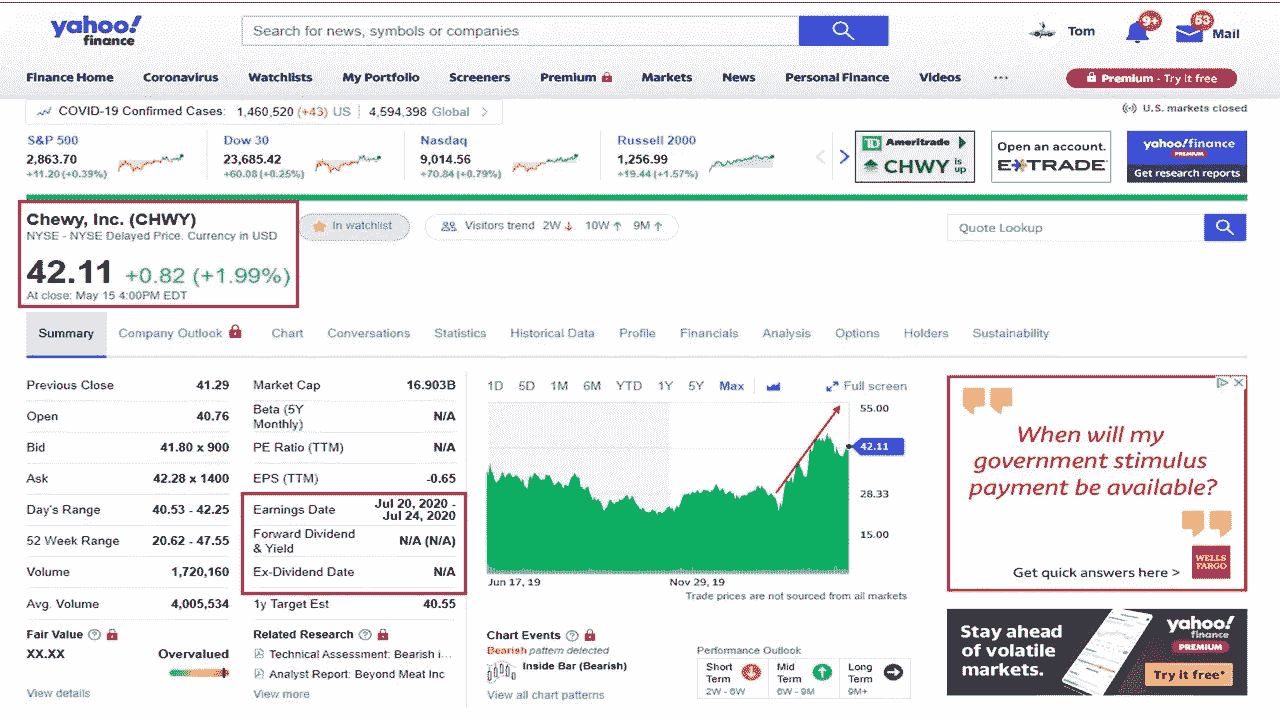 yahoo!
finance
Search for news, symbols or companies
Tom
9+
53
Mail
Finance Home Coronavirus Watchlists My Portfolio Screeners Premium Markets News Personal Finance Videos ...
Premium - Try it free
COVID-19 Confirmed Cases: 1,460,520 (+43) US 4,594,398 Global
U.S. markets closed
S&P 500
2,863.70
+11.20 (+0.39%)
Dow 30
23,685.42
+60.08 (+0.25%)
Nasdaq
9,014.56
+70.84 (+0.79%)
Russell 2000
1,256.99
+19.44 (+1.57%)
TD Ameritrade
CHWY is up
Open an account.
E*TRADE
yahoo!finance
PREMIUM
Get research reports
Chewy, Inc. (CHWY)
NYSE - NYSE Delayed Price. Currency in USD
In watchlist
Visitors trend 2W ↓ 10W ↑ 9M ↑
Quote Lookup
42.11 +0.82 (+1.99%)
At close: May 15 4:00PM EDT
Summary Company Outlook Chart Conversations Statistics Historical Data Profile Financials Analysis Options Holders Sustainability
Previous Close 41.29
Open 40.76
Bid 41.80 x 900
Ask 42.28 x 1400
Day's Range 40.53 - 42.25
52 Week Range 20.62 - 47.55
Volume 1,720,160
Avg. Volume 4,005,534
Fair Value
XX.XX Overvalued
View details
Market Cap 16.903B
Beta (5Y
Monthly) N/A
PE Ratio (TTM) N/A
EPS (TTM) -0.65
Earnings Date Jul 20, 2020 -
Jul 24, 2020
Forward Dividend
& Yield N/A (N/A)
Ex-Dividend Date N/A
1y Target Est 40.55
Related Research
Technical Assessment: Bearish i...
Analyst Report: Beyond Meat Inc
View more
1D 5D 1M 6M YTD 1Y 5Y Max Full screen
55.00
42.11
28.33
15.00
Jun 17, 19 Nov 29, 19
Trade prices are not sourced from all markets
Chart Events
Bearish pattern detected
Inside Bar (Bearish)
View all chart patterns
Performance Outlook
Short
Term
2W - 6W
Mid
Term
6W - 9M
Long
Term
9M+
When will my
government stimulus
payment be available?
WELLS
FARGO
Get quick answers here >
Stay ahead
of volatile
markets.
yahoo!
finance
PREMIUM
Try it free*